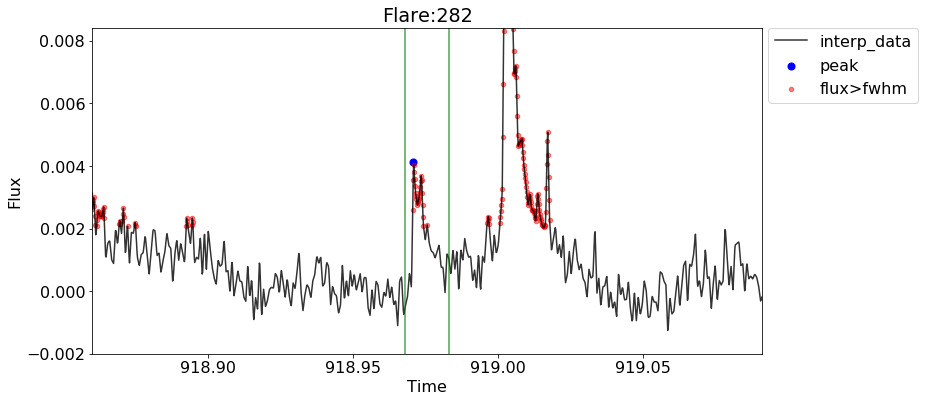 Flare:282
interp_data
peak
flux>fwhm
Flux
0.008
0.006
0.004
0.002
0.000
−0.002
918.90 918.95 919.00 919.05
Time